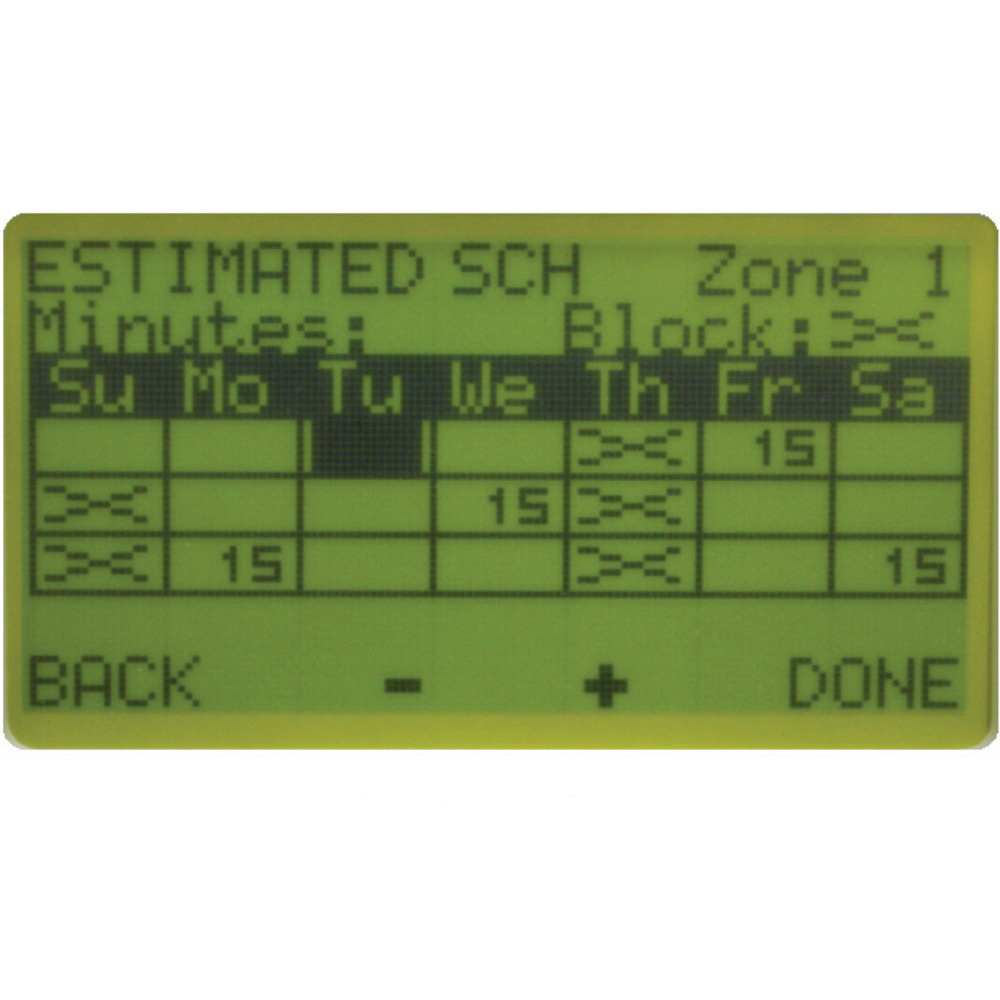 ESTIMATED SCH Zone 1
Minutes: Block:
Su Mo Tu We Th Fr Sa
15
15
15 15
BACK - + DONE